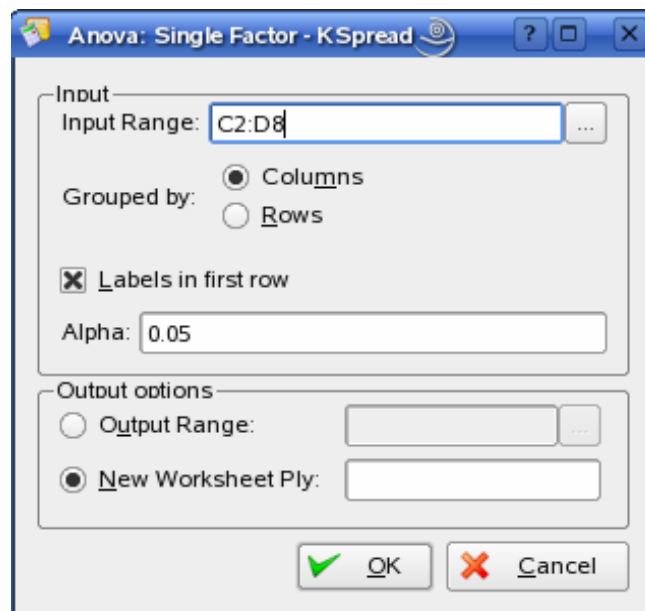 Anova: Single Factor - KSpread
?
Input
Input Range: C2:D8 ...
Grouped by:
Columns
Rows
Labels in first row
Alpha: 0.05
Output options
Output Range: ...
New Worksheet Ply:
OK Cancel